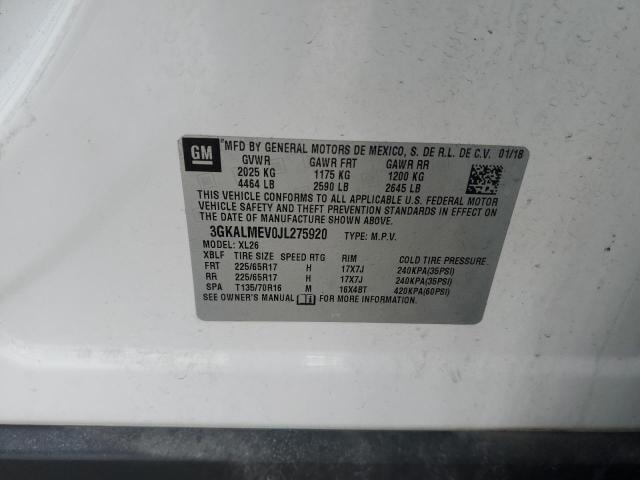 GM
MFD BY GENERAL MOTORS DE MEXICO, S. DE R.L. DE C.V. 01/18
GVWR GAWR FRT GAWR RR
2025 KG 1175 KG 1200 KG
4464 LB 2590 LB 2645 LB
THIS VEHICLE CONFORMS TO ALL APPLICABLE U.S. FEDERAL MOTOR
VEHICLE SAFETY AND THEFT PREVENTION STANDARDS IN EFFECT ON
THE DATE OF MANUFACTURE SHOWN ABOVE.
3GKALMEV0JL275920 TYPE: M.P.V.
MODEL: XL26
XBLF TIRE SIZE SPEED RTG RIM COLD TIRE PRESSURE
FRT 225/65R17 H 17X7J 240KPA(35PSI)
RR 225/65R17 H 17X7J 240KPA(35PSI)
SPA T135/70R16 M 16X4BT 420KPA(60PSI)
SEE OWNER'S MANUAL FOR MORE INFORMATION.